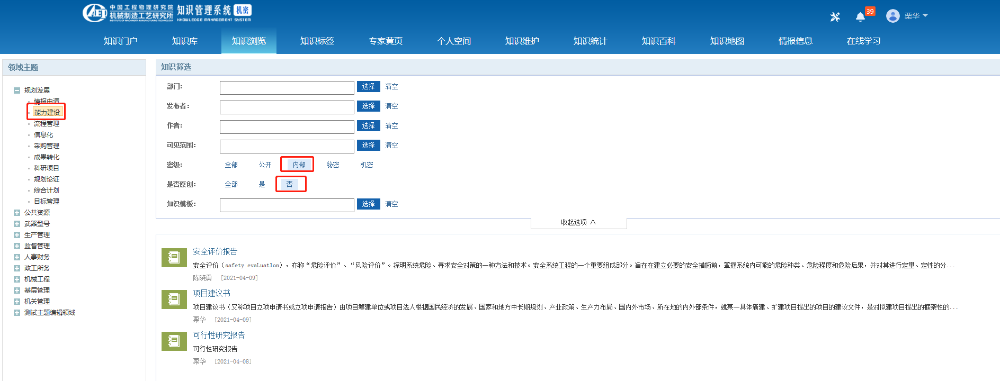 中国工程物理研究院
机械制造工艺研究所
INSTITUTE OF MACHINERY MANUFACTURING TECHNOLOGY
知识管理系统 机密
KNOWLEDGE MANAGEMENT SYSTEM
39
栗华
知识门户 知识库 知识浏览 知识标签 专家黄页 个人空间 知识维护 知识统计 知识百科 知识地图 情报信息 在线学习
领域主题
规划发展
情报申请
能力建设
流程管理
信息化
采购管理
成果转化
科研项目
规划论证
综合计划
目标管理
公共资源
武器型号
生产管理
监督管理
人事财务
政工所务
机械工程
基层管理
机关管理
测试主题编辑领域
知识筛选
部门： 选择 清空
发布者： 选择 清空
作者： 选择 清空
可见范围： 选择 清空
密级： 全部 公开 内部 秘密 机密
是否原创： 全部 是 否
知识模板： 选择 清空
收起选项 ∧
安全评价报告
安全评价（safety evaLuatlon），亦称“危险评价”、“风险评价”。探明系统危险、寻求安全对策的一种方法和技术。安全系统工程的一个重要组成部分。旨在在建立必要的安全措施前，掌握系统内可能的危险种类、危险程度和危险后果，并对其进行定量、定性的分...
陈晓勇 [2021-04-09]
项目建议书
项目建议书（又称项目立项申请书或立项申请报告）由项目筹建单位或项目法人根据国民经济的发展、国家和地方中长期规划、产业政策、生产力布局、国内外市场、所在地的内外部条件，就某一具体新建、扩建项目提出的项目的建议文件，是对拟建项目提出的框架性的...
栗华 [2021-04-09]
可行性研究报告
可行性研究报告
栗华 [2021-04-08]